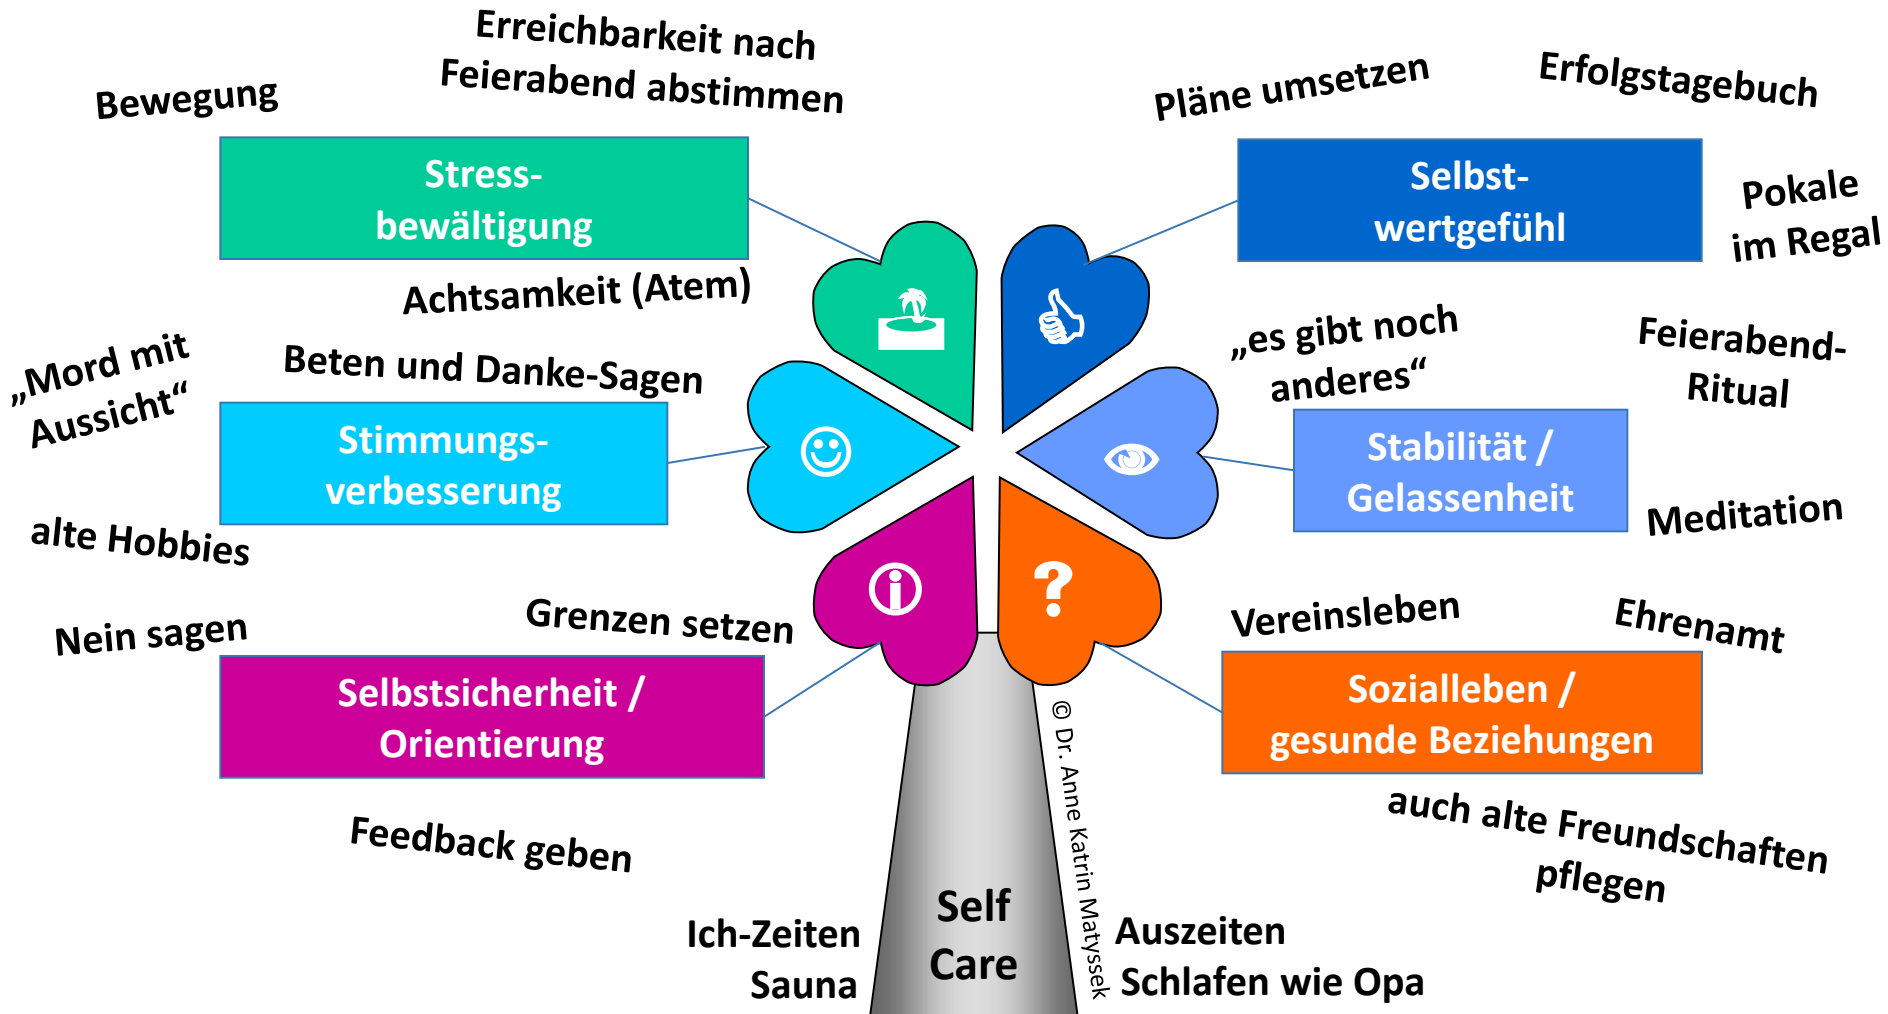 Erreichbarkeit nach
Feierabend abstimmen
Bewegung
Stress-
bewältigung
Achtsamkeit (Atem)
„Mord mit
Aussicht“
Beten und Danke-Sagen
Stimmungs-
verbesserung
alte Hobbies
Nein sagen
Grenzen setzen
Selbstsicherheit /
Orientierung
Feedback geben
Pläne umsetzen
Erfolgstagebuch
Selbst-
wertgefühl
Pokale
im Regal
„es gibt noch
anderes“
Feierabend-
Ritual
Stabilität /
Gelassenheit
Meditation
Vereinsleben
Ehrenamt
Sozialleben /
gesunde Beziehungen
auch alte Freundschaften
pflegen
Ich-Zeiten
Sauna
Self
Care
© Dr. Anne Katrin Matyssek
Auszeiten
Schlafen wie Opa